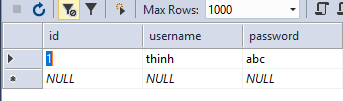 Max Rows: 1000
id username password
1 thinh abc
NULL NULL NULL